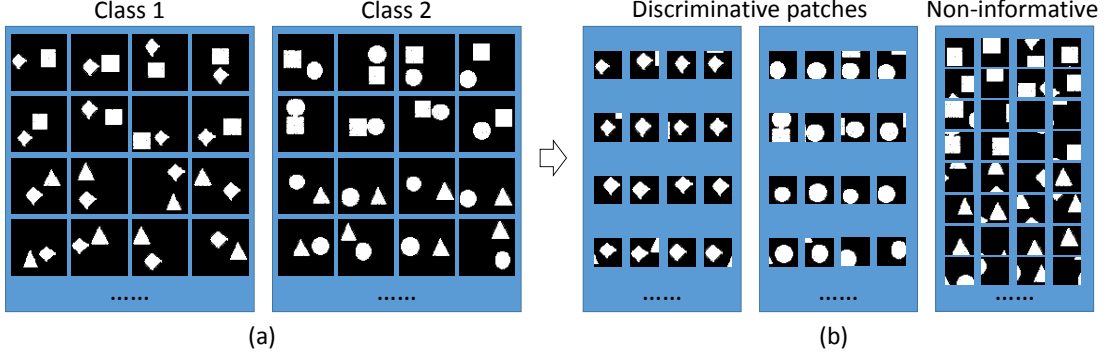 Class 1
Class 2
Discriminative patches
Non-informative
......
......
......
......
......
(a)
(b)